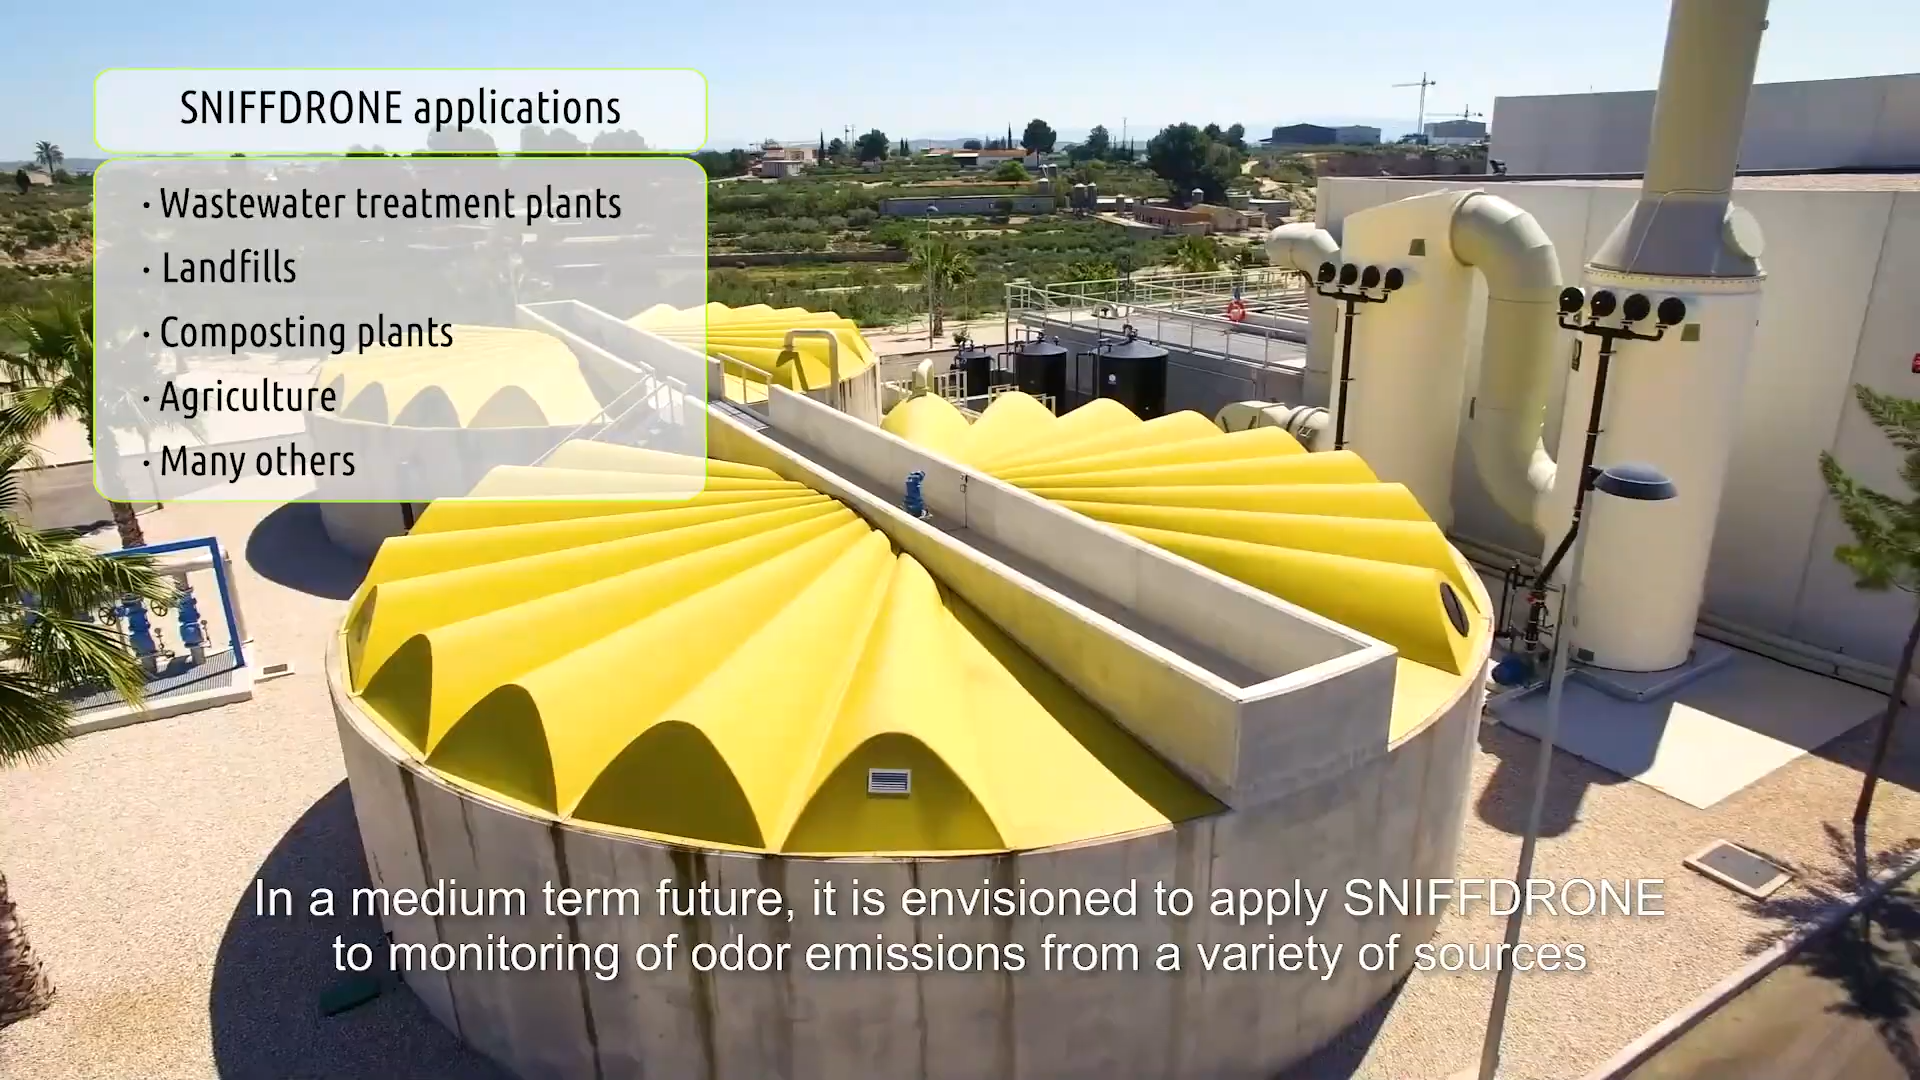 SNIFFDRONE applications
· Wastewater treatment plants
· Landfills
· Composting plants
· Agriculture
· Many others
In a medium term future, it is envisioned to apply SNIFFDRONE
to monitoring of odor emissions from a variety of sources